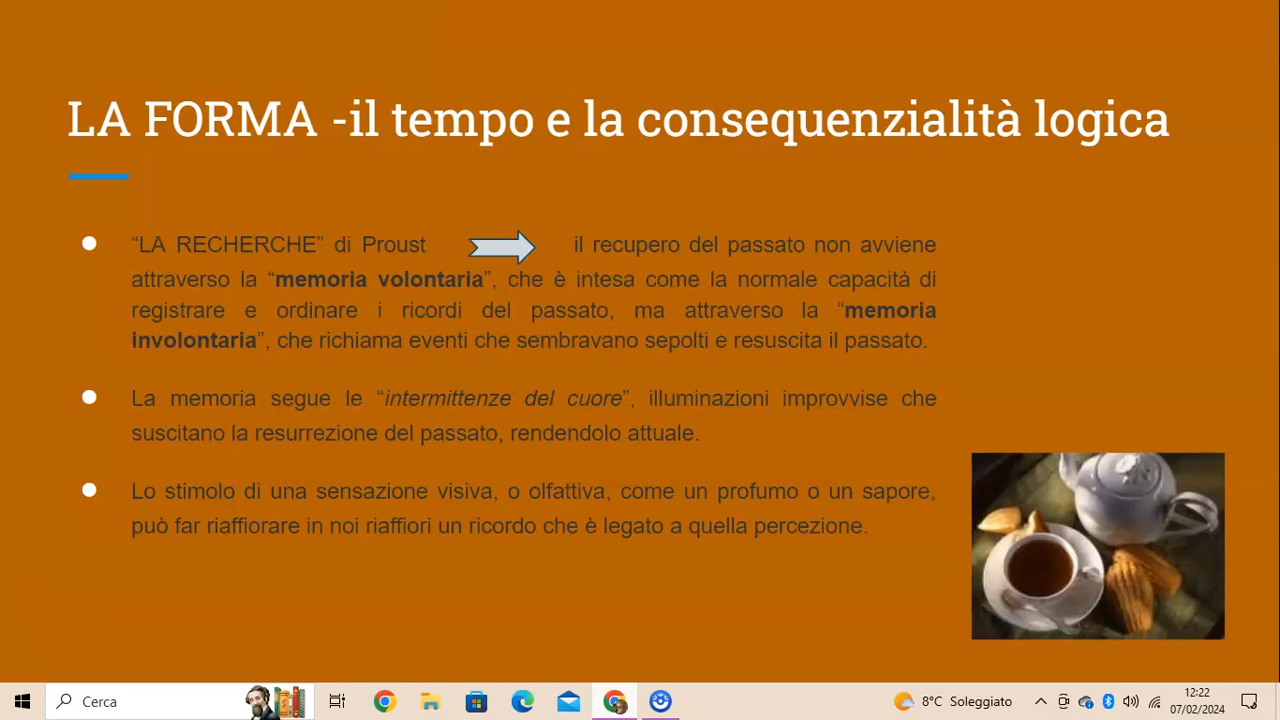 LA FORMA -il tempo e la consequenzialità logica
“LA RECHERCHE” di Proust il recupero del passato non avviene
attraverso la “memoria volontaria”, che è intesa come la normale capacità di
registrare e ordinare i ricordi del passato, ma attraverso la “memoria
involontaria”, che richiama eventi che sembravano sepolti e resuscita il passato.
La memoria segue le “intermittenze del cuore”, illuminazioni improvvise che
suscitano la resurrezione del passato, rendendolo attuale.
Lo stimolo di una sensazione visiva, o olfattiva, come un profumo o un sapore,
può far riaffiorare in noi riaffiori un ricordo che è legato a quella percezione.
Cerca
8°C Soleggiato
12:22
07/02/2024